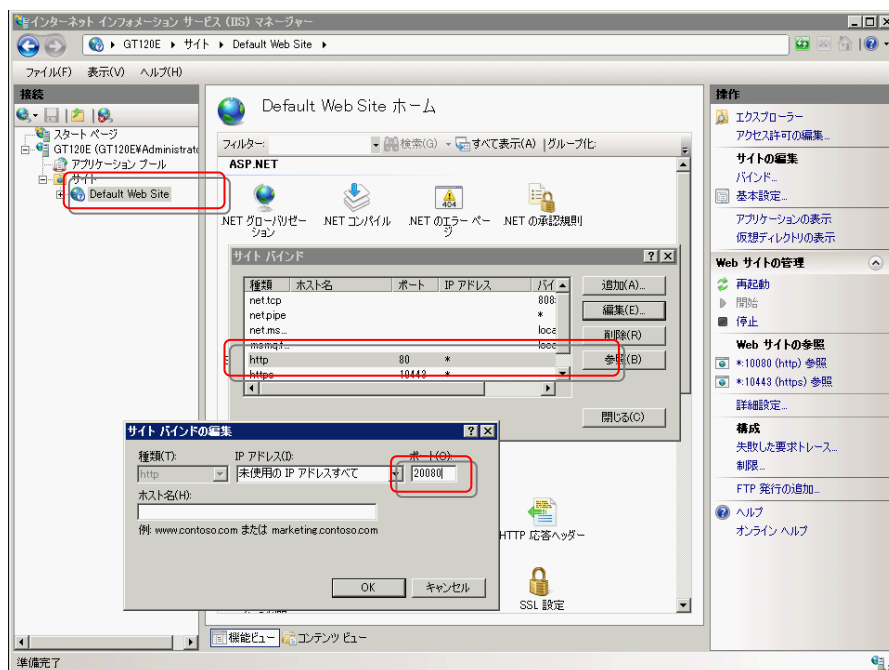 インターネット インフォメーション サービス (IIS) マネージャー
GT120E サイト Default Web Site
ファイル(F) 表示(V) ヘルプ(H)
接続
スタート ページ
GT120E (GT120E¥Administrato
アプリケーション プール
サイト
Default Web Site
Default Web Site ホーム
フィルター: 検索(G) すべて表示(A) グループ化:
ASP.NET
.NET グローバリゼーション
.NET コンパイル
.NET のエラー ページ
.NET の承認規則
サイト バインド
種類 ホスト名 ポート IP アドレス バイ
net.tcp 808:
net.pipe *
net.ms... loca
msmq.f... loca
http 80 *
https 10443 *
追加(A)...
編集(E)...
削除(R)
参照(B)
閉じる(C)
サイト バインドの編集
種類(T): IP アドレス(I): ポート(O):
http 未使用の IP アドレスすべて 20080
ホスト名(H):
例: www.contoso.com または marketing.contoso.com
OK キャンセル
HTTP 応答ヘッダー
SSL 設定
機能ビュー コンテンツ ビュー
準備完了
操作
エクスプローラー
アクセス許可の編集...
サイトの編集
バインド...
基本設定...
アプリケーションの表示
仮想ディレクトリの表示
Web サイトの管理
再起動
開始
停止
Web サイトの参照
*:10080 (http) 参照
*:10443 (https) 参照
詳細設定...
構成
失敗した要求トレース...
制限...
FTP 発行の追加...
ヘルプ
オンライン ヘルプ